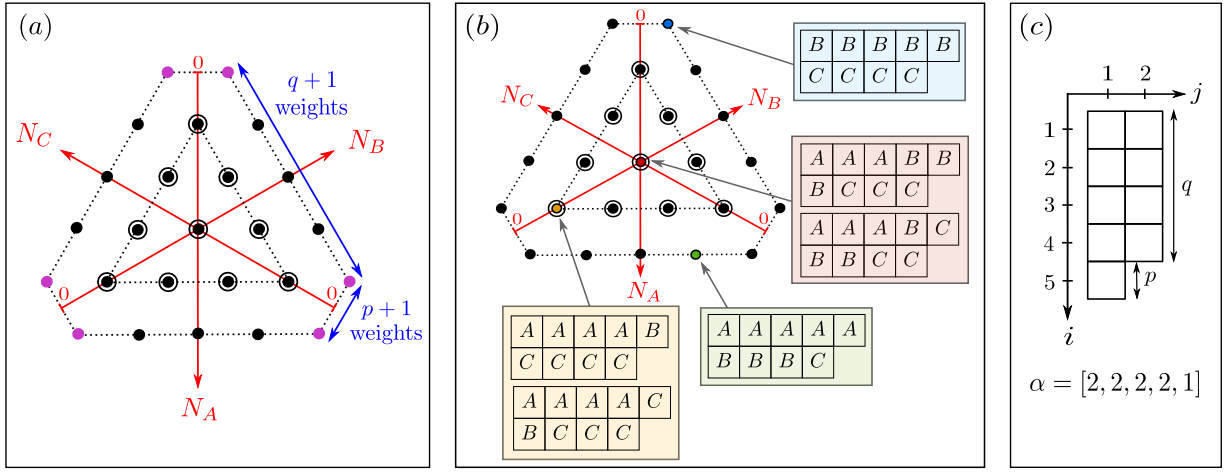 (a)
0
q + 1
weights
N_C
N_B
0
0
p + 1
weights
N_A
(b)
0
N_C
N_B
0
0
N_A
B B B B B
C C C C
A A A B B
B C C C
A A A B C
B B C C
A A A A B
C C C C
A A A A C
B C C C
A A A A A
B B B C
(c)
1 2
j
1
2
3
4
5
q
p
i
α = [2, 2, 2, 2, 1]